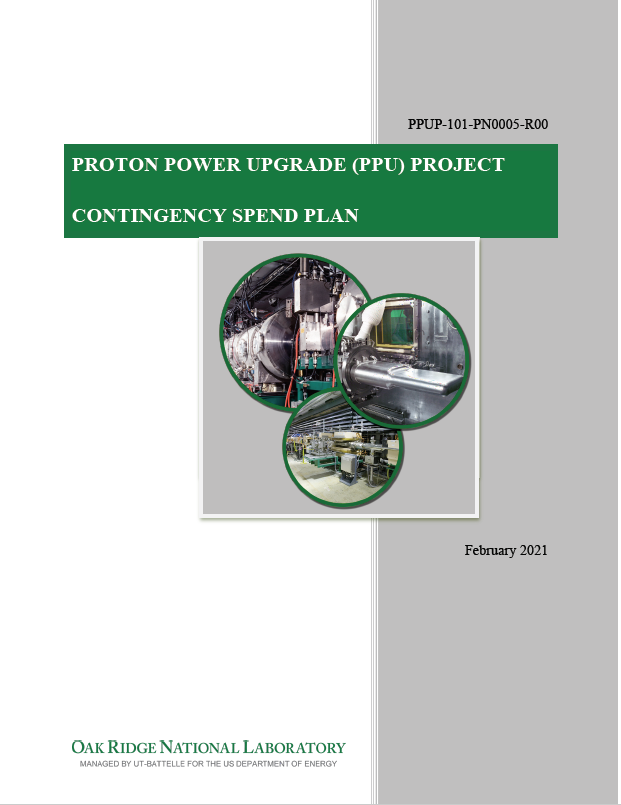 PPUP-101-PN0005-R00
PROTON POWER UPGRADE (PPU) PROJECT
CONTINGENCY SPEND PLAN
February 2021
OAK RIDGE NATIONAL LABORATORY
MANAGED BY UT-BATTELLE FOR THE US DEPARTMENT OF ENERGY